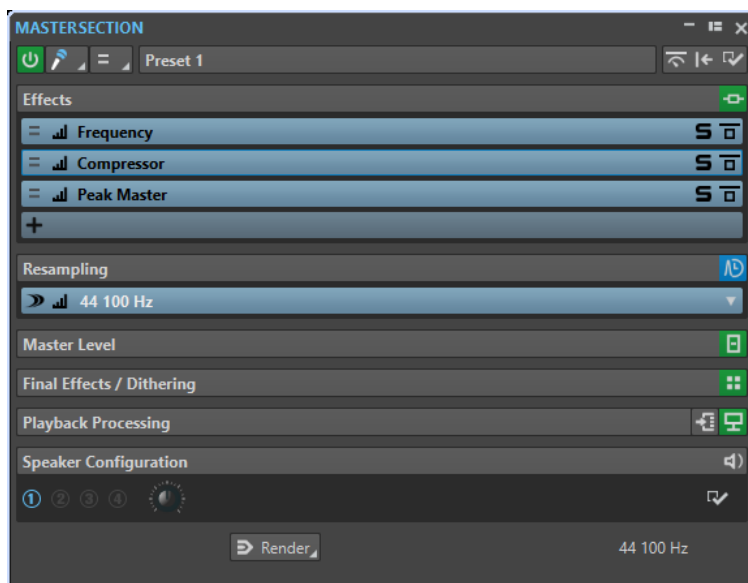 MASTERSECTION
Preset 1
Effects
Frequency S
Compressor S
Peak Master S
Resampling
44 100 Hz
Master Level
Final Effects / Dithering
Playback Processing
Speaker Configuration
1 2 3 4
Render 44 100 Hz